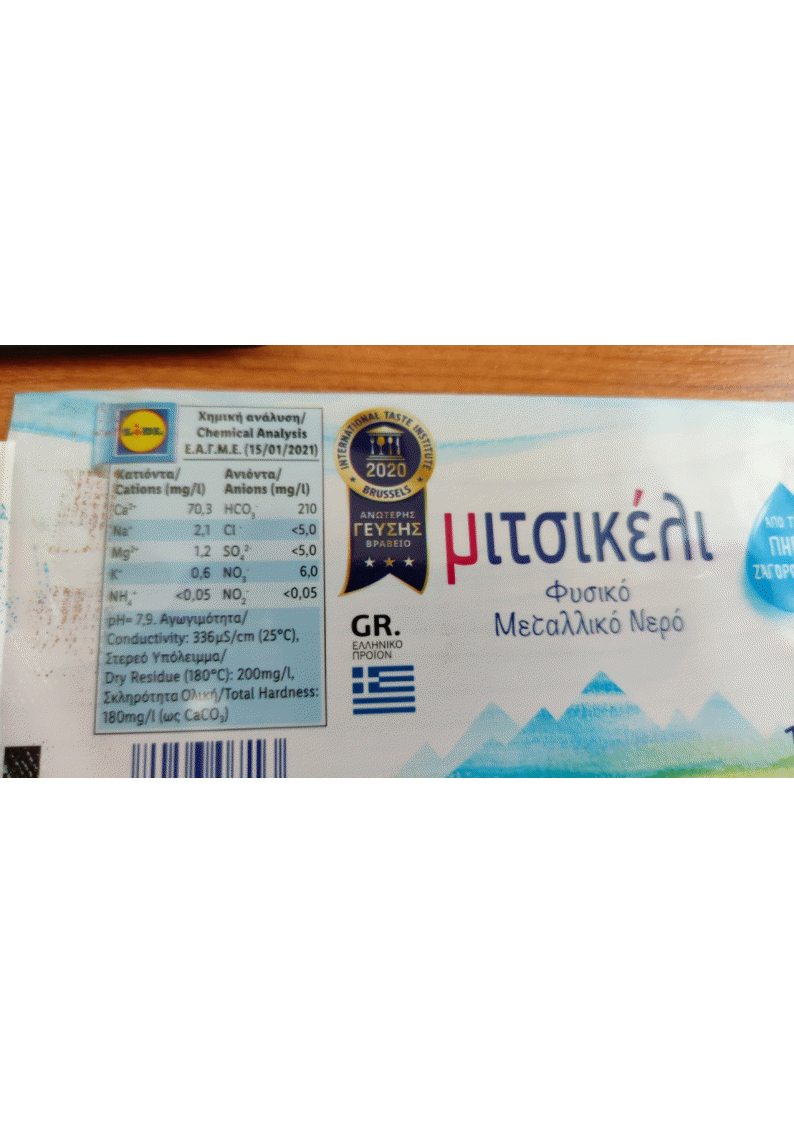 LIDL
Χημική ανάλυση/
Chemical Analysis
Ε.Α.Γ.Μ.Ε. (15/01/2021)
Κατιόντα/ Ανιόντα/
Cations (mg/l) Anions (mg/l)
Ca²⁺ 70,3 HCO₃⁻ 210
Na⁺ 2,1 Cl⁻ <5,0
Mg²⁺ 1,2 SO₄²⁻ <5,0
K⁺ 0,6 NO₃⁻ 6,0
NH₄⁺ <0,05 NO₂⁻ <0,05
pH= 7,9. Αγωγιμότητα/
Conductivity: 336μS/cm (25°C),
Στερεό Υπόλειμμα/
Dry Residue (180°C): 200mg/l,
Σκληρότητα Ολική/Total Hardness:
180mg/l (ως CaCO₃)
INTERNATIONAL TASTE INSTITUTE
2020
BRUSSELS
ΑΝΩΤΕΡΗΣ
ΓΕΥΣΗΣ
ΒΡΑΒΕΙΟ
GR.
ΕΛΛΗΝΙΚΟ
ΠΡΟΪΟΝ
μιτσικέλι
Φυσικό
Μεταλλικό Νερό
ΑΠΟ